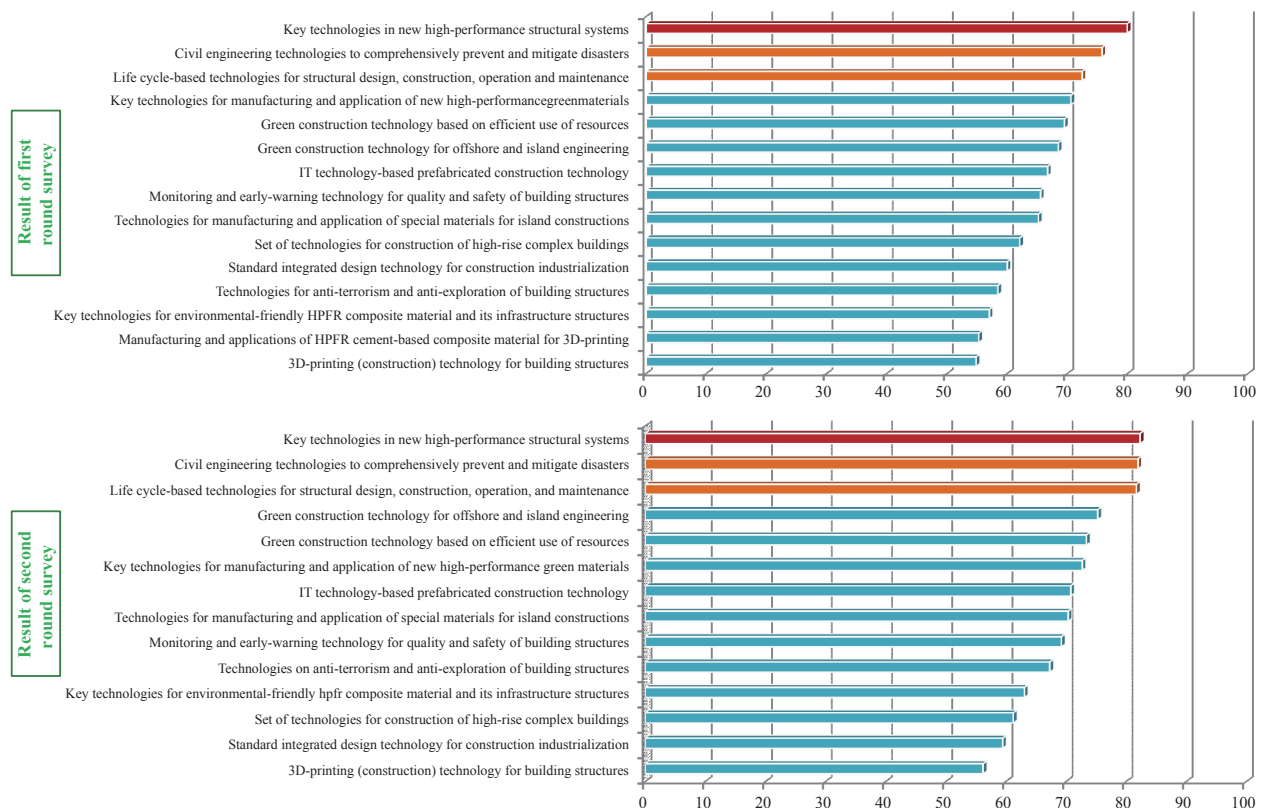 Result of first
round survey
Key technologies in new high-performance structural systems
Civil engineering technologies to comprehensively prevent and mitigate disasters
Life cycle-based technologies for structural design, construction, operation and maintenance
Key technologies for manufacturing and application of new high-performancegreenmaterials
Green construction technology based on efficient use of resources
Green construction technology for offshore and island engineering
IT technology-based prefabricated construction technology
Monitoring and early-warning technology for quality and safety of building structures
Technologies for manufacturing and application of special materials for island constructions
Set of technologies for construction of high-rise complex buildings
Standard integrated design technology for construction industrialization
Technologies for anti-terrorism and anti-exploration of building structures
Key technologies for environmental-friendly HPFR composite material and its infrastructure structures
Manufacturing and applications of HPFR cement-based composite material for 3D-printing
3D-printing (construction) technology for building structures
0 10 20 30 40 50 60 70 80 90 100
Result of second
round survey
Key technologies in new high-performance structural systems
Civil engineering technologies to comprehensively prevent and mitigate disasters
Life cycle-based technologies for structural design, construction, operation, and maintenance
Green construction technology for offshore and island engineering
Green construction technology based on efficient use of resources
Key technologies for manufacturing and application of new high-performance green materials
IT technology-based prefabricated construction technology
Technologies for manufacturing and application of special materials for island constructions
Monitoring and early-warning technology for quality and safety of building structures
Technologies on anti-terrorism and anti-exploration of building structures
Key technologies for environmental-friendly hpfr composite material and its infrastructure structures
Set of technologies for construction of high-rise complex buildings
Standard integrated design technology for construction industrialization
3D-printing (construction) technology for building structures
0 10 20 30 40 50 60 70 80 90 100